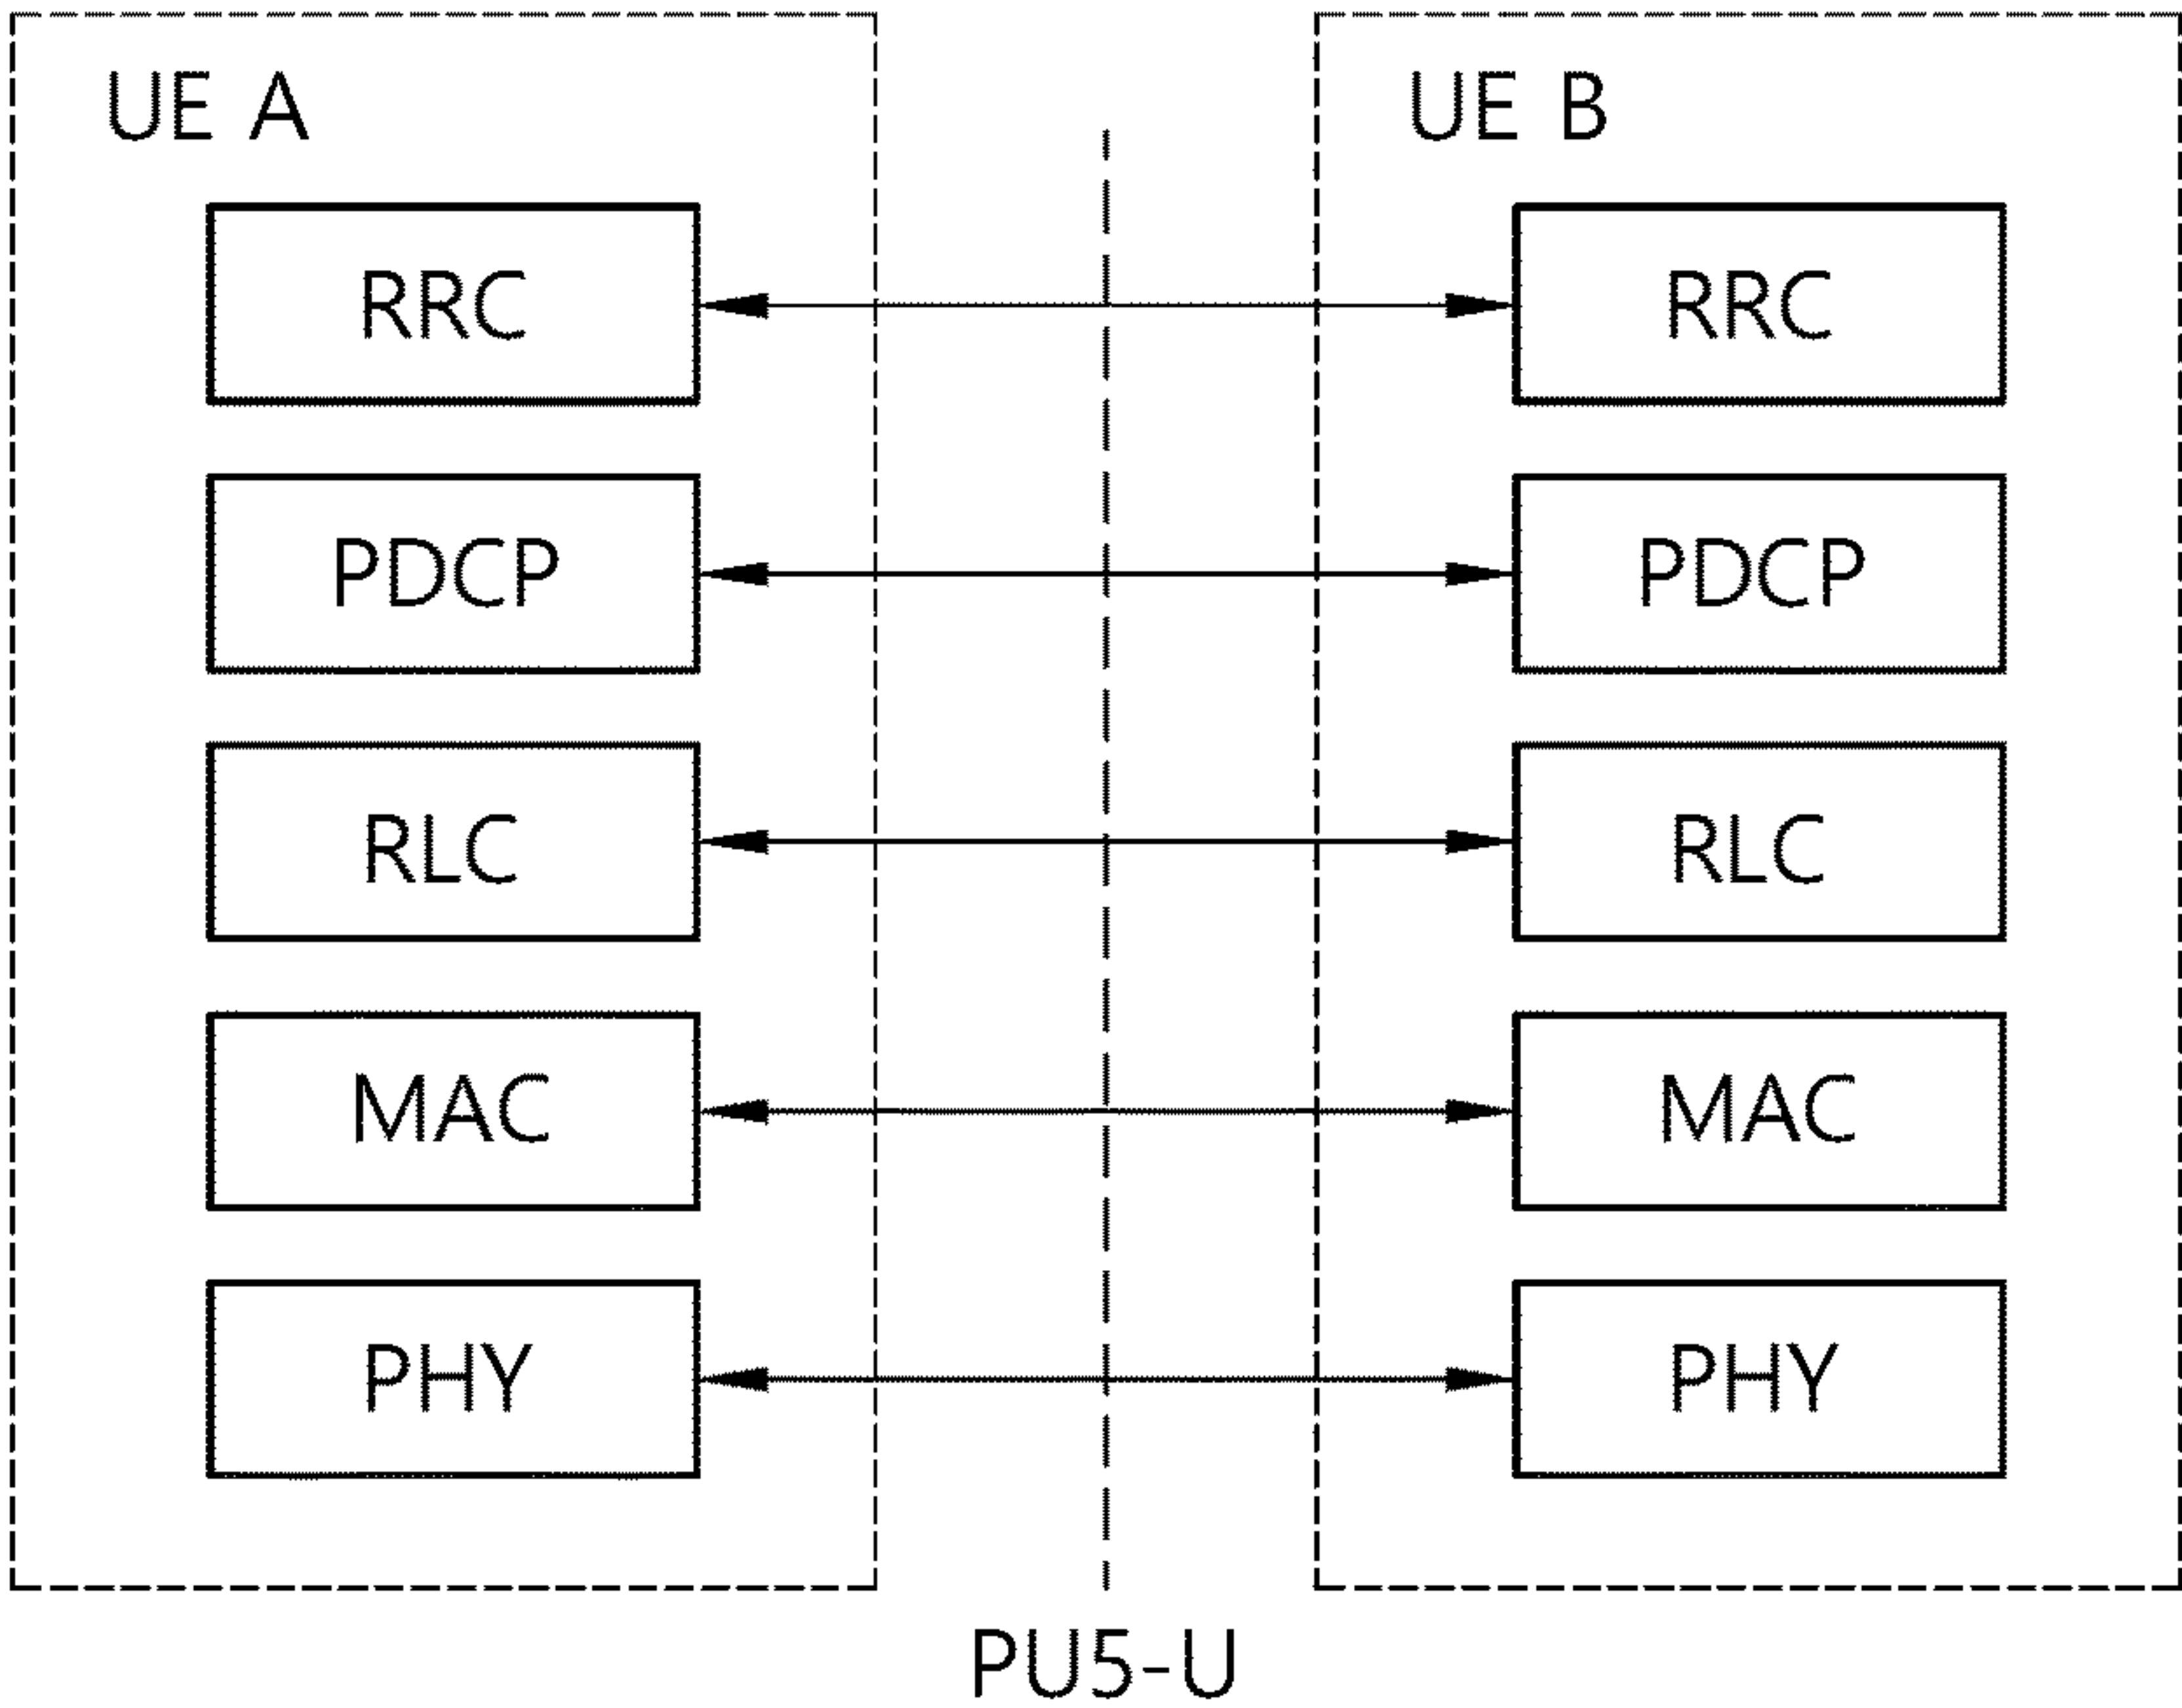 UE A
UE B
RRC
RRC
PDCP
PDCP
RLC
RLC
MAC
MAC
PHY
PHY
PU5-U